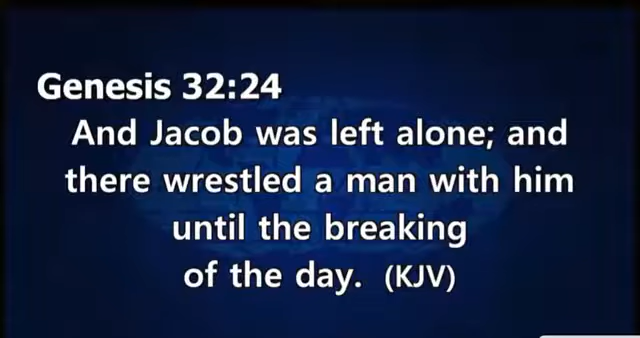 Genesis 32:24
And Jacob was left alone; and
there wrestled a man with him
until the breaking
of the day. (KJV)